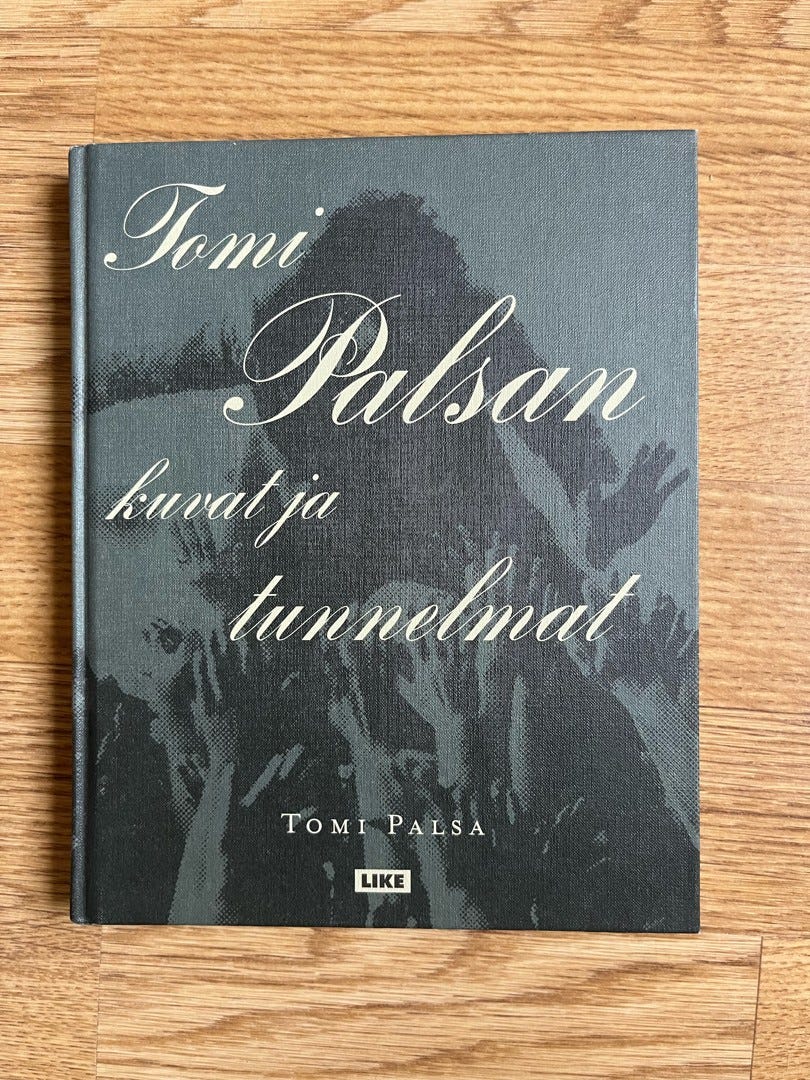 Tomi
Palsan
kuvat ja
tunnelmat
TOMI PALSA
LIKE